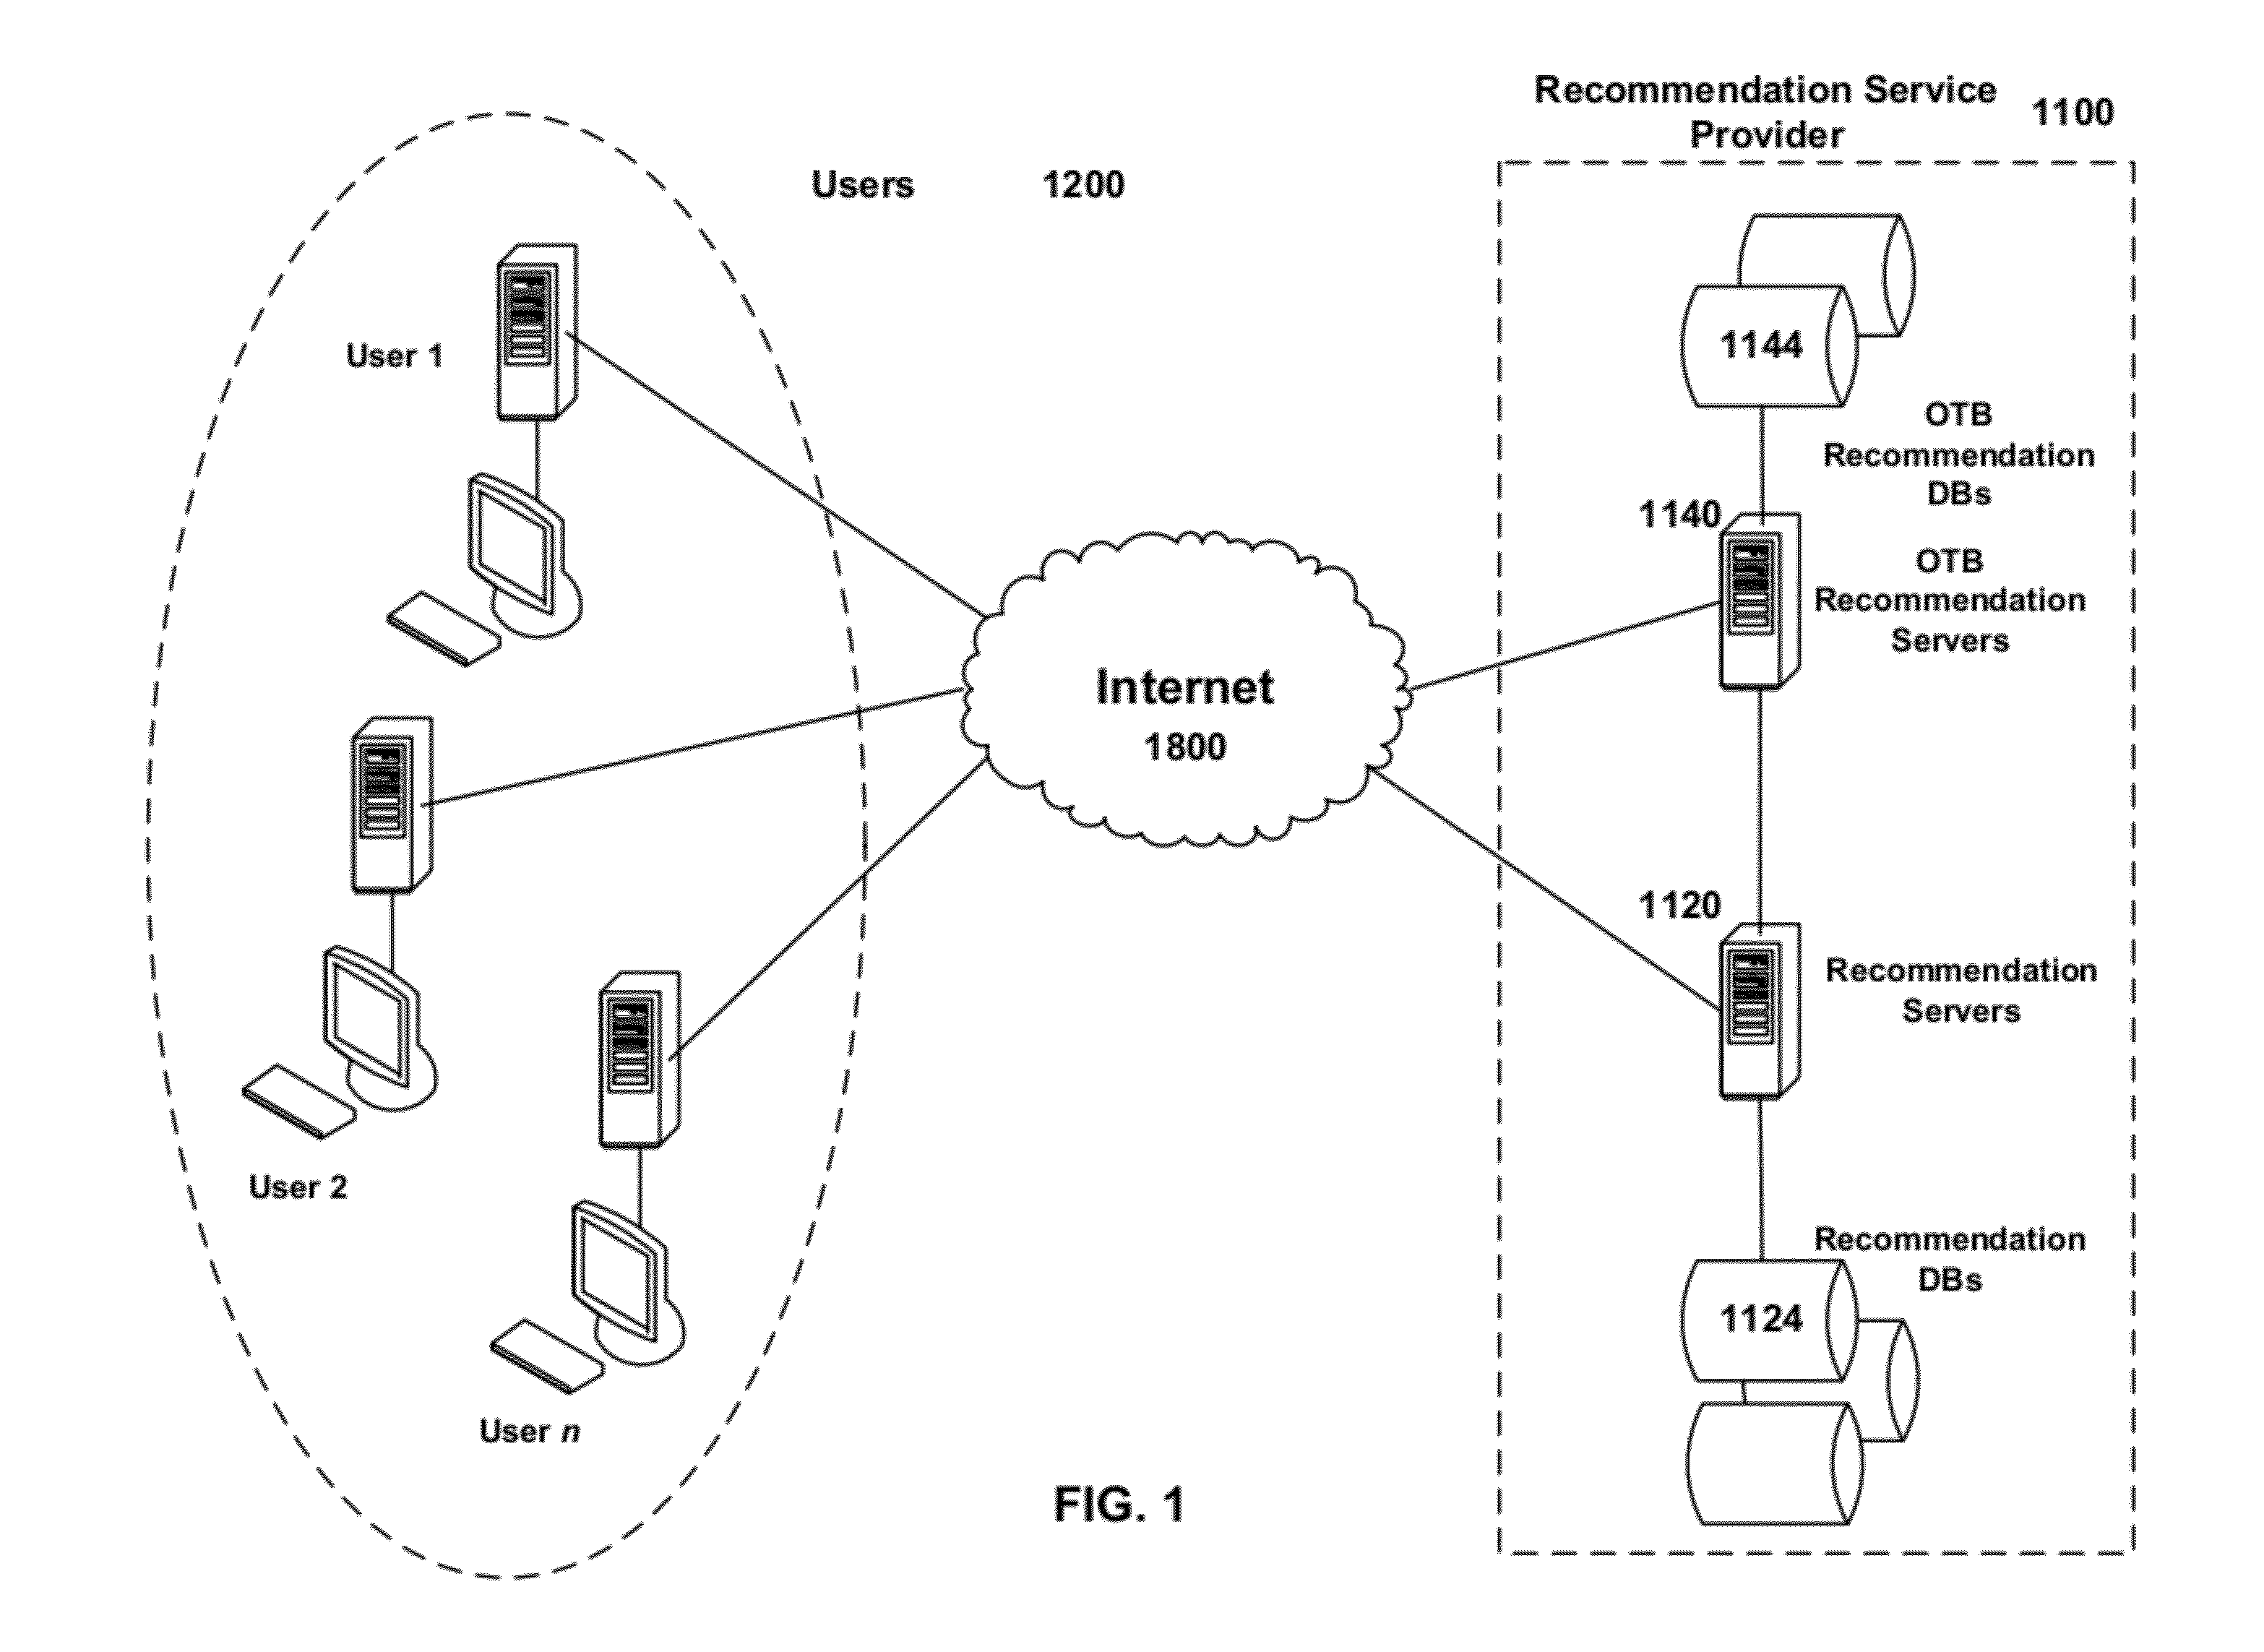 Recommendation Service
Provider
1100
Users 1200
User 1
1144
OTB
Recommendation
DBs
1140
OTB
Recommendation
Servers
Internet
1800
1120
Recommendation
Servers
User 2
Recommendation
DBs
1124
User n
FIG. 1